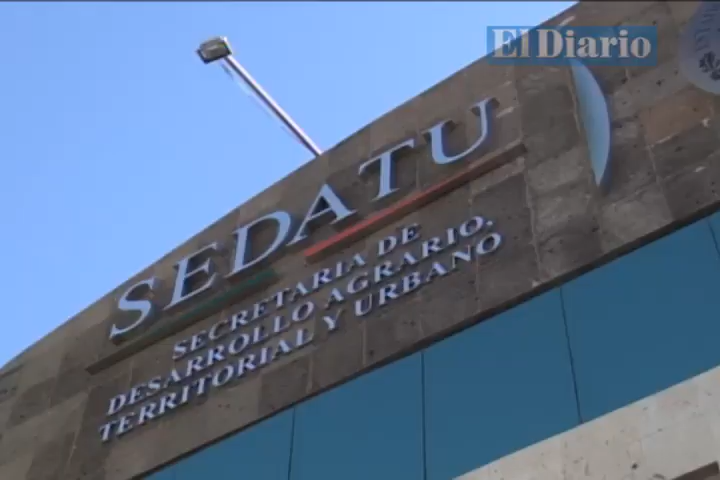 El Diario
SEDATU
SECRETARIA DE
DESARROLLO AGRARIO,
TERRITORIAL Y URBANO